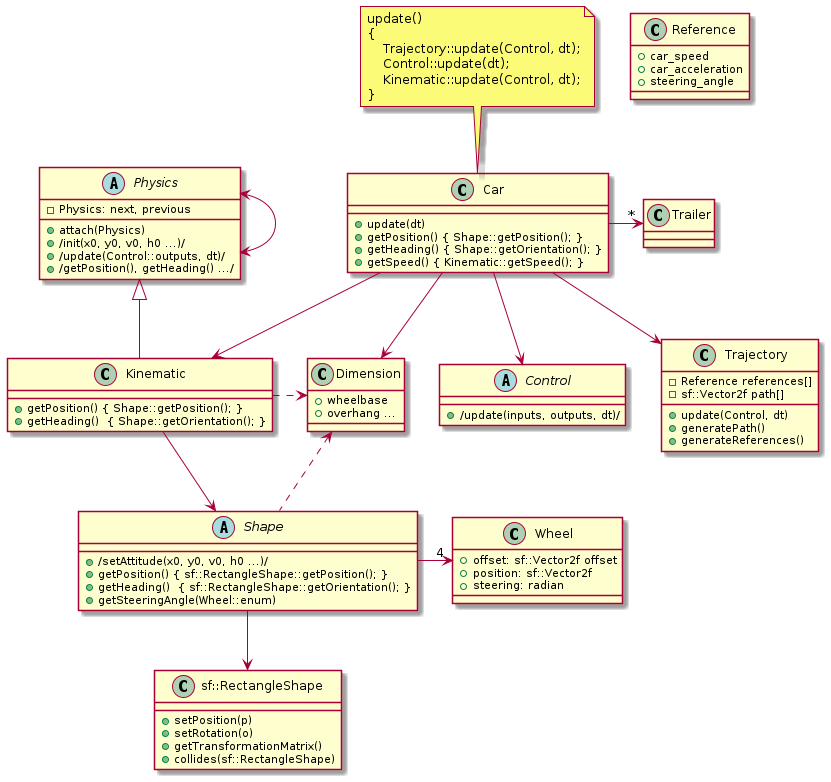 update()
{
Trajectory::update(Control, dt);
Control::update(dt);
Kinematic::update(Control, dt);
}
C Reference
car_speed
car_acceleration
steering_angle
A Physics
Physics: next, previous
attach(Physics)
/init(x0, y0, v0, h0 ...)/
/update(Control::outputs, dt)/
/getPosition(), getHeading() .../
C Car
update(dt)
getPosition() { Shape::getPosition(); }
getHeading() { Shape::getOrientation(); }
getSpeed() { Kinematic::getSpeed(); }
*
C Trailer
C Kinematic
getPosition() { Shape::getPosition(); }
getHeading() { Shape::getOrientation(); }
C Dimension
wheelbase
overhang ...
A Control
/update(inputs, outputs, dt)/
C Trajectory
Reference references[]
sf::Vector2f path[]
update(Control, dt)
generatePath()
generateReferences()
A Shape
/setAttitude(x0, y0, v0, h0 ...)/
getPosition() { sf::RectangleShape::getPosition(); }
getHeading() { sf::RectangleShape::getOrientation(); }
getSteeringAngle(Wheel::enum)
4
C Wheel
offset: sf::Vector2f offset
position: sf::Vector2f
steering: radian
C sf::RectangleShape
setPosition(p)
setRotation(o)
getTransformationMatrix()
collides(sf::RectangleShape)